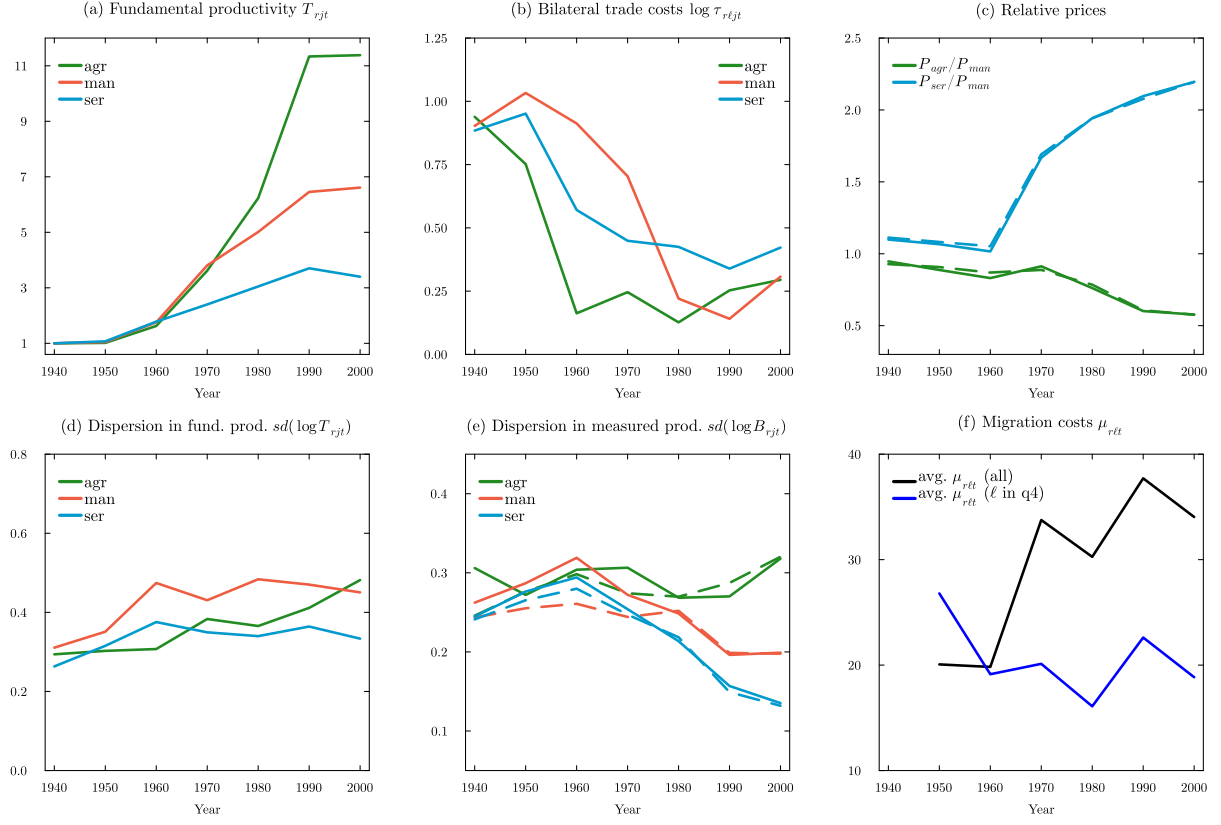 (a) Fundamental productivity T_rjt
agr
man
ser
11
9
7
5
3
1
1940 1950 1960 1970 1980 1990 2000
Year
(b) Bilateral trade costs log τ_rℓjt
agr
man
ser
1.25
1.00
0.75
0.50
0.25
0.00
1940 1950 1960 1970 1980 1990 2000
Year
(c) Relative prices
P_agr/P_man
P_ser/P_man
2.5
2.0
1.5
1.0
0.5
1940 1950 1960 1970 1980 1990 2000
Year
(d) Dispersion in fund. prod. sd(log T_rjt)
agr
man
ser
0.8
0.6
0.4
0.2
0.0
1940 1950 1960 1970 1980 1990 2000
Year
(e) Dispersion in measured prod. sd(log B_rjt)
agr
man
ser
0.4
0.3
0.2
0.1
1940 1950 1960 1970 1980 1990 2000
Year
(f) Migration costs μ_rℓt
avg. μ_rℓt (all)
avg. μ_rℓt (ℓ in q4)
40
30
20
10
1940 1950 1960 1970 1980 1990 2000
Year